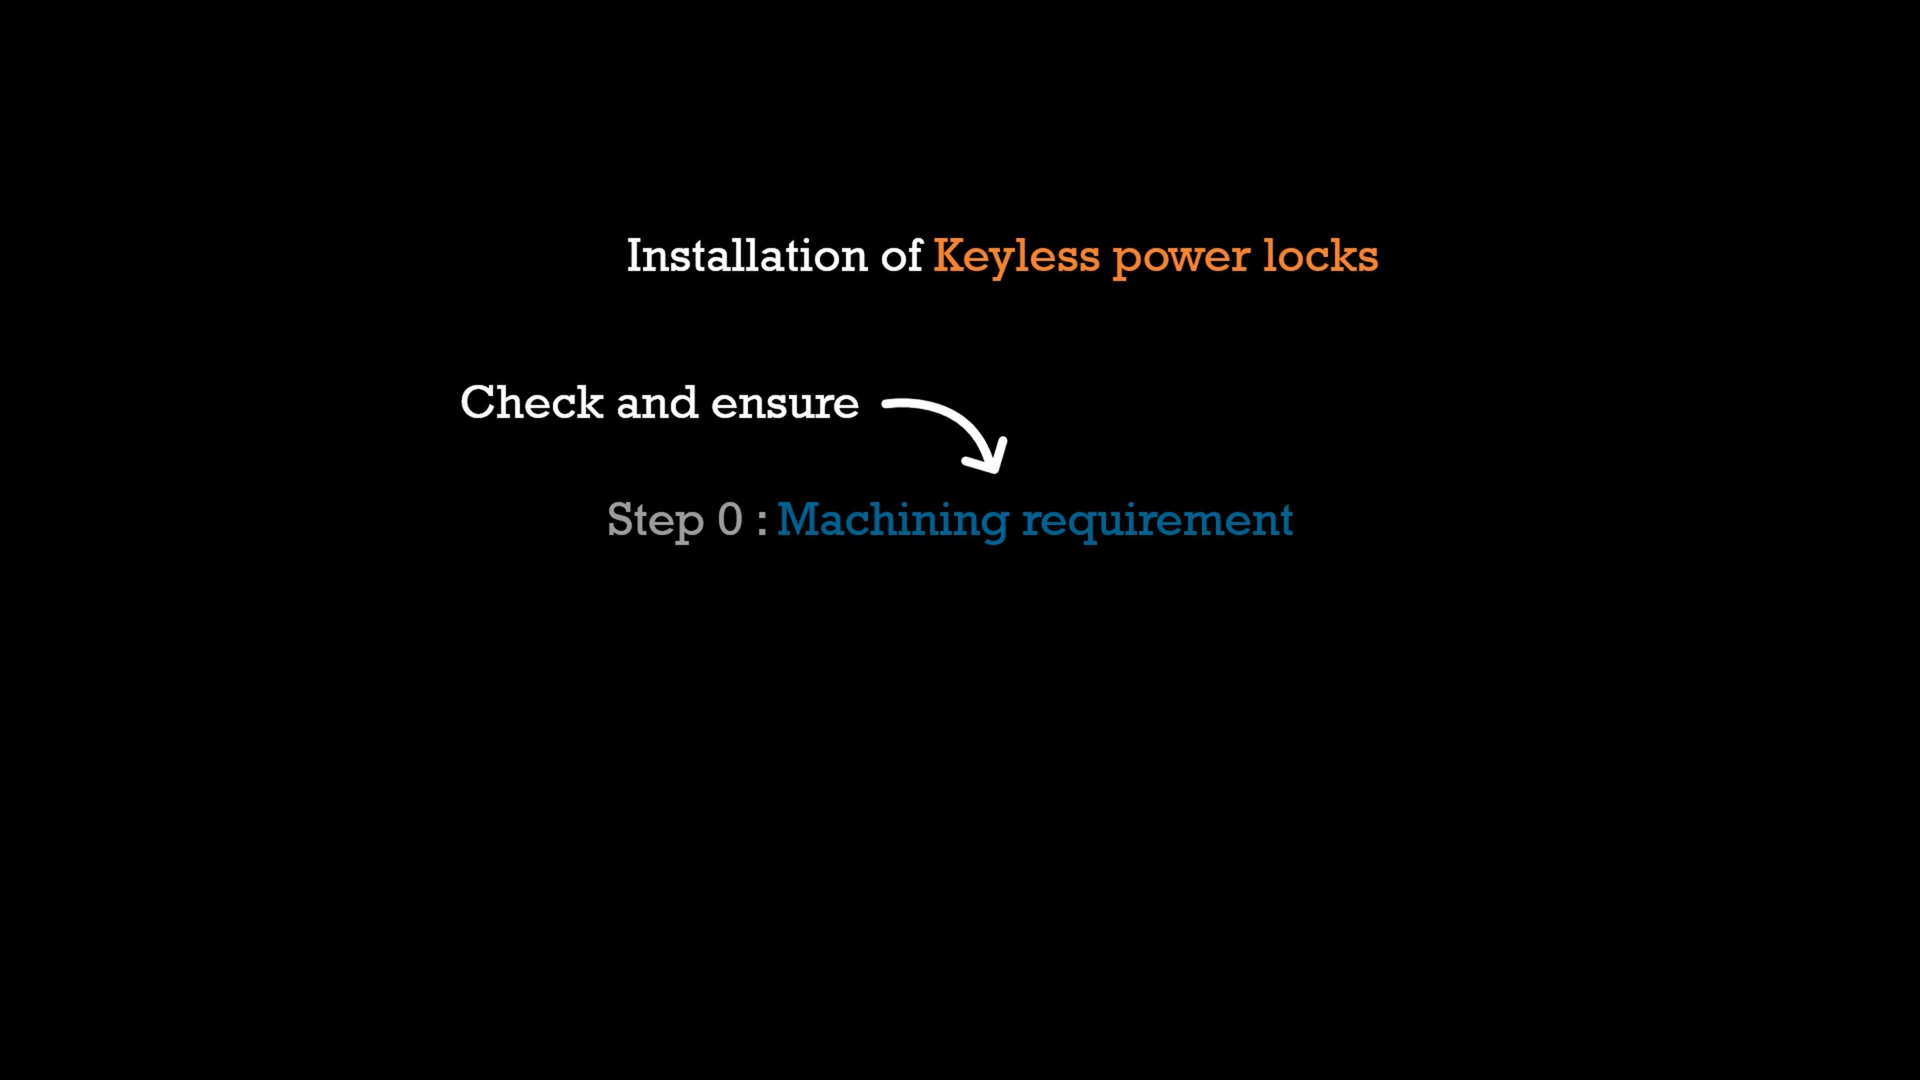 Installation of Keyless power locks
Check and ensure
Step 0 : Machining requirement